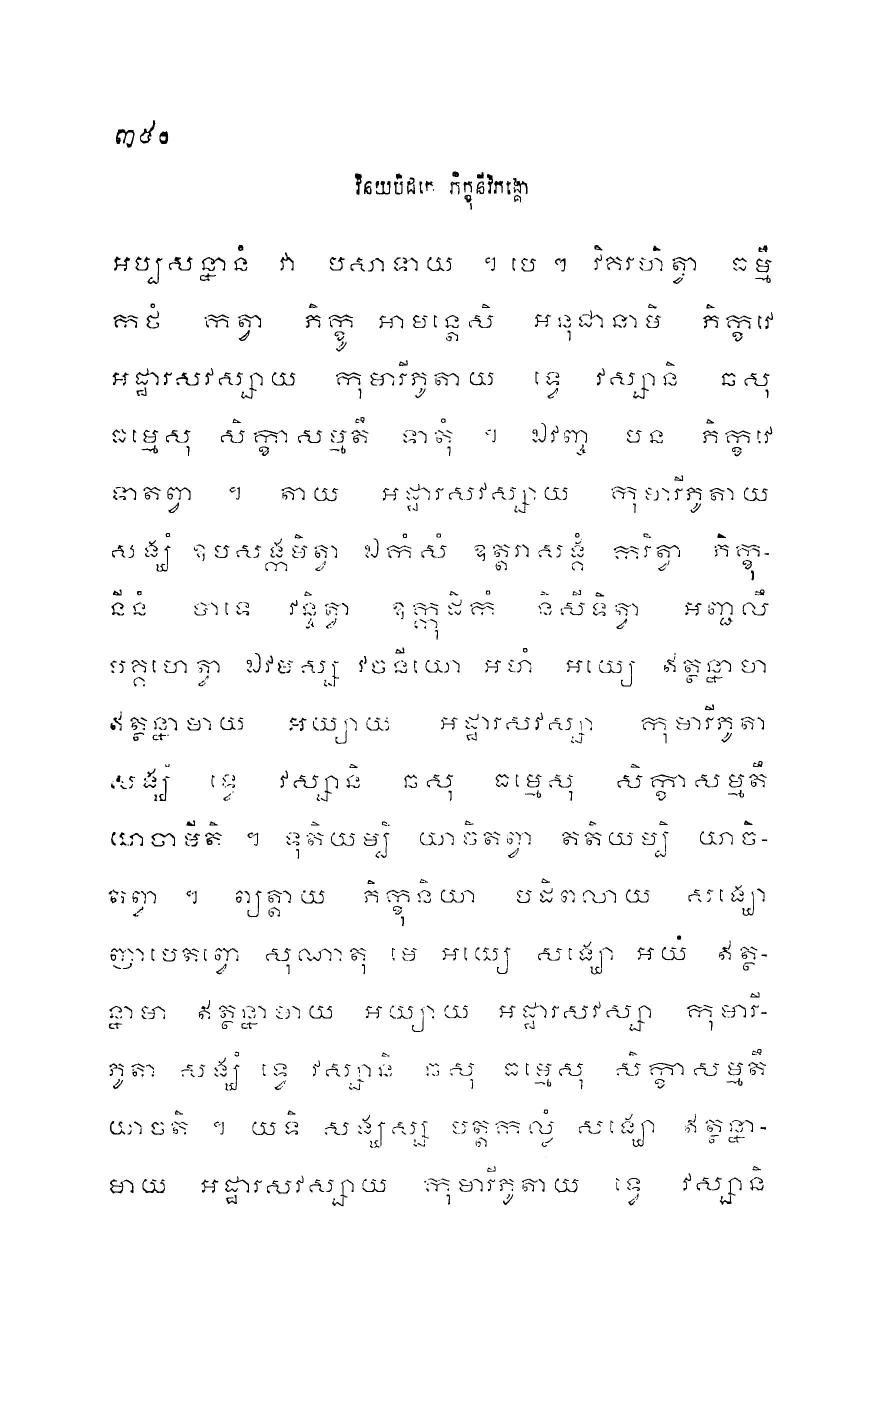 ៣៥០
វិនយបិដកេ ភិក្ខុនីវិភង្គោ
អប្បសន្នានំ វា បសាទាយ ។ បេ ។ វិគរហិត្វា ធម្មឹ
កថំ កត្វា ភិក្ខូ អាមន្តេសិ អនុជានាមិ ភិក្ខវេ
អដ្ឋារសវស្សាយ កុមារីភូតាយ ទ្វេ វស្សានិ ឆសុ
ធម្មេសុ សិក្ខាសម្មតឹ ទាតុំ ។ ឯវញ្ច បន ភិក្ខវេ
ទាតព្វា ។ តាយ អដ្ឋារសវស្សាយ កុមារីភូតាយ
សង្ឃំ ឧបសង្កមិត្វា ឯកំសំ ឧត្តរាសង្គំ ករិត្វា ភិក្ខុ-
នីនំ បាទេ វន្ទិត្វា ឧក្កុដិកំ និសីទិត្វា អញ្ជលឹ
បគ្គហេត្វា ឯវមស្ស វចនីយោ អហំ អយ្យេ ឥត្ថន្នាមា
ឥត្ថន្នាមាយ អយ្យាយ អដ្ឋារសវស្សា កុមារីភូតា
សង្ឃំ ទ្វេ វស្សានិ ឆសុ ធម្មេសុ សិក្ខាសម្មតឹ
យាចាមីតិ ។ ទុតិយម្បិ យាចិតព្វា តតិយម្បិ យាចិ-
តព្វា ។ ព្យត្តាយ ភិក្ខុនិយា បដិពលាយ សង្ឃោ
ញាបេតព្វោ សុណាតុ មេ អយ្យេ សង្ឃោ អយំ ឥត្ថ-
ន្នាមា ឥត្ថន្នាមាយ អយ្យាយ អដ្ឋារសវស្សា កុមារី-
ភូតា សង្ឃំ ទ្វេ វស្សានិ ឆសុ ធម្មេសុ សិក្ខាសម្មតឹ
យាចតិ ។ យទិ សង្ឃស្ស បត្តកល្លំ សង្ឃោ ឥត្ថន្នា-
មាយ អដ្ឋារសវស្សាយ កុមារីភូតាយ ទ្វេ វស្សានិ